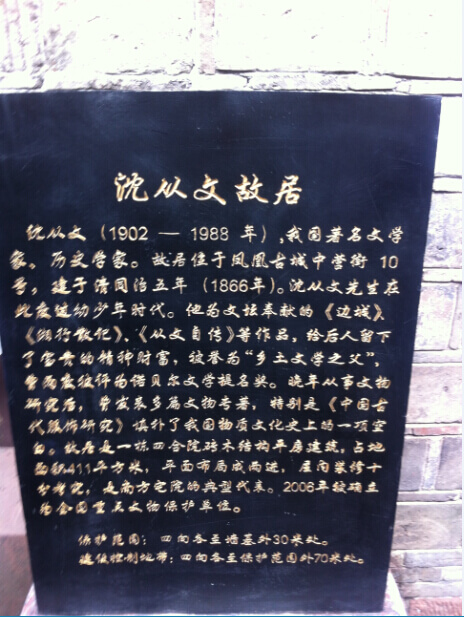 沈从文故居
沈从文（1902 — 1988 年），我国著名文学
家。历史学家。故居位于凤凰古城中营街 10
号，建于清同治五年（1866年）。沈从文先生在
此度过幼少年时代。他为文坛奉献的《边城》、
《湘行散记》、《从文自传》等作品，给后人留下
了宝贵的精神财富，被誉为“乡土文学之父”，
曾两度被评为诺贝尔文学提名奖。晚年从事文物
研究后，曾发表多篇文物专著，特别是《中国古
代服饰研究》填补了我国物质文化史上的一项空
白。故居是一栋四合院砖木结构平房建筑，占地
面积411平方米，平面布局成两进，屋内装修十
分考究，是南方宅院的典型代表。2006年被确立
为全国重点文物保护单位。
保护范围：四向各至墙基外30米处。
建设控制地带：四向各至保护范围外70米处。